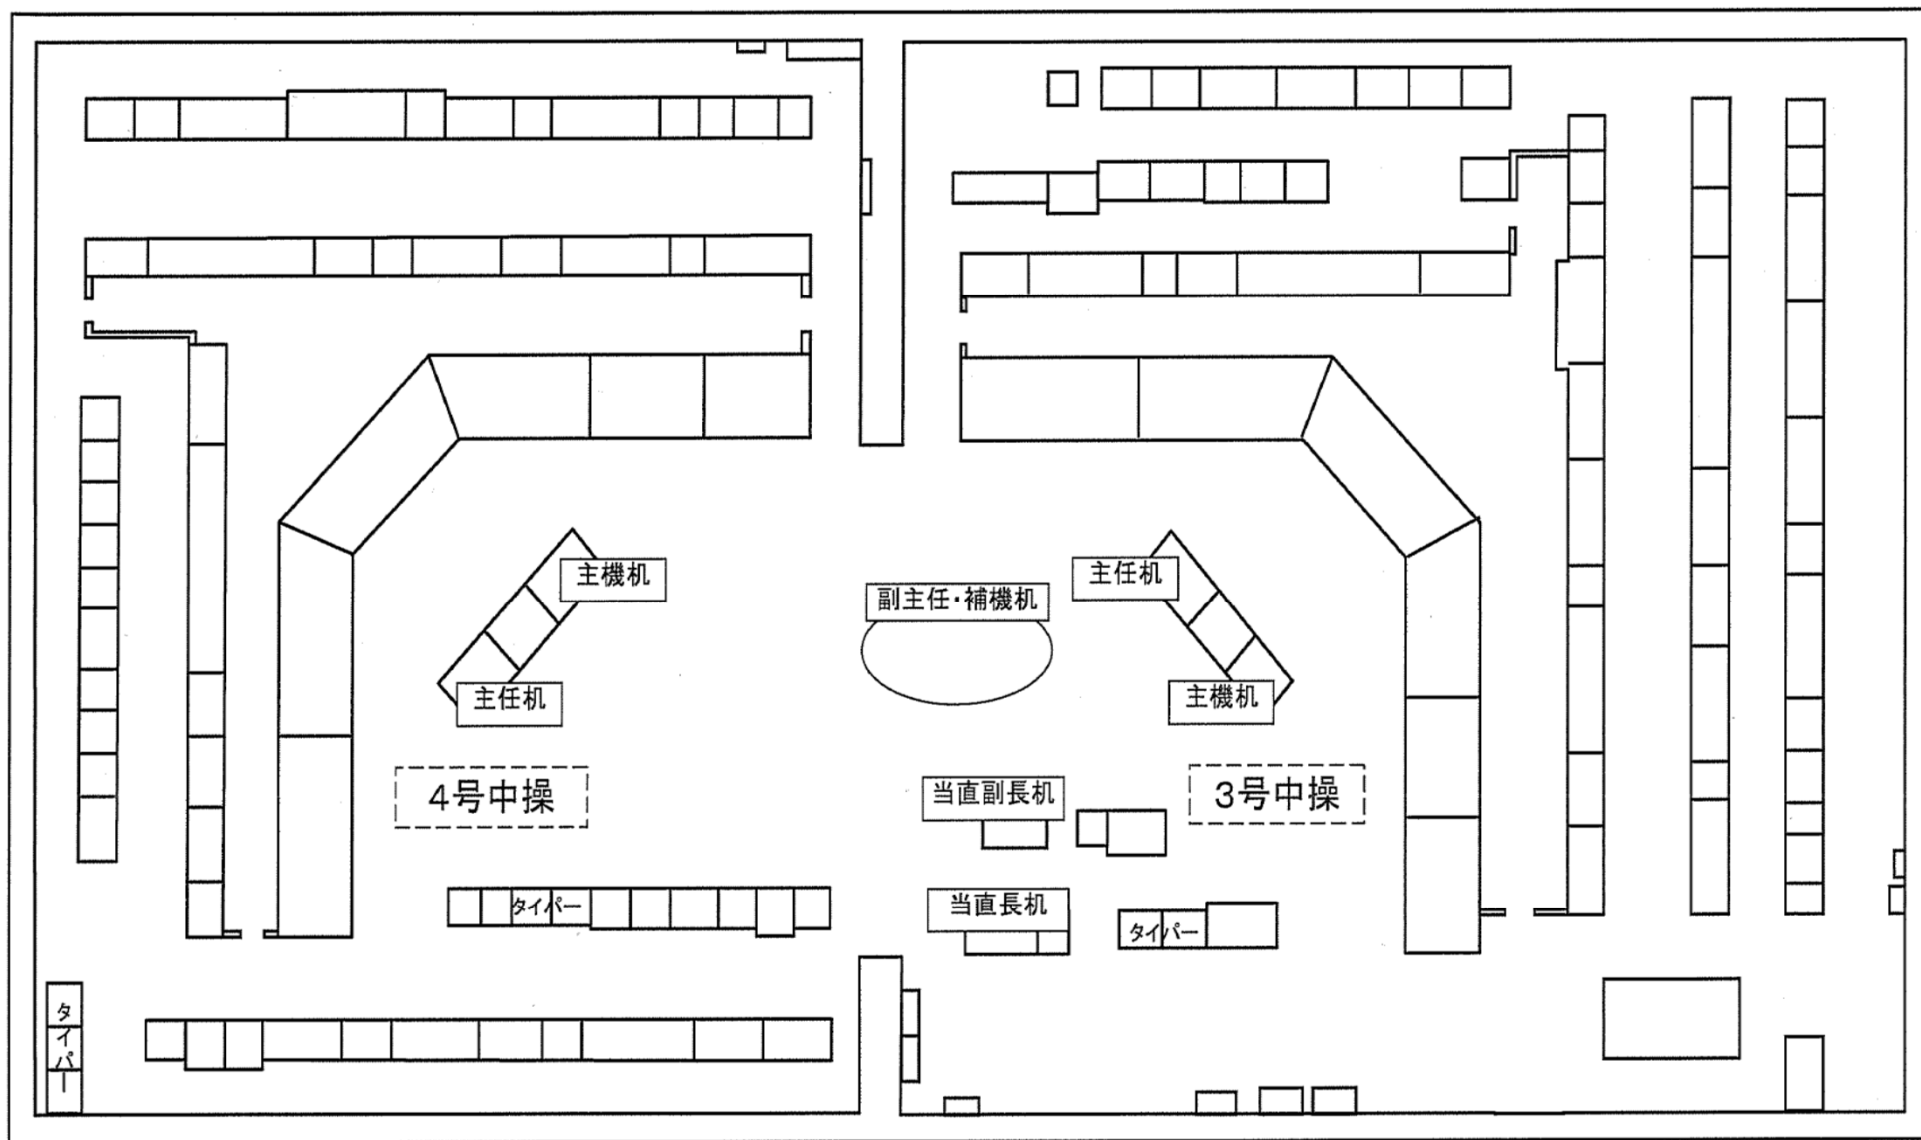 主機机
主任机
副主任・補機机
主任机
主機机
4号中操
当直副長机
3号中操
タイパー
当直長机
タイパー
タイパー